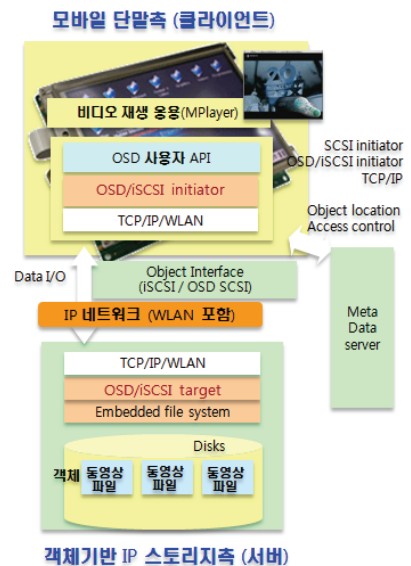 모바일 단말측 (클라이언트)
비디오 재생 응용(MPlayer)
OSD 사용자 API
OSD/iSCSI initiator
TCP/IP/WLAN
SCSI initiator
OSD/iSCSI initiator
TCP/IP
Object location
Access control
Data I/O
Object Interface
(iSCSI / OSD SCSI)
IP 네트워크 (WLAN 포함)
Meta
Data
server
TCP/IP/WLAN
OSD/iSCSI target
Embedded file system
Disks
객체
동영상
파일
동영상
파일
동영상
파일
객체기반 IP 스토리지측 (서버)